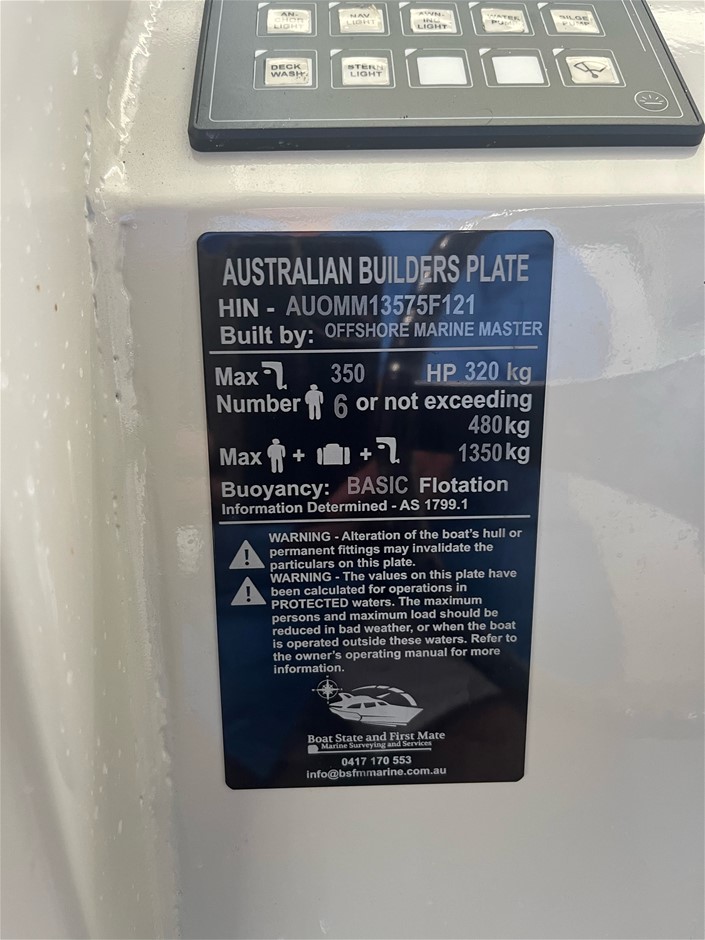 AN-
CHOR
LIGHT
NAV
LIGHT
AWN-
ING
LIGHT
WATER
PUMP
BILGE
PUMP
DECK
WASH
STERN
LIGHT
AUSTRALIAN BUILDERS PLATE
HIN - AUOMM13575F121
Built by: OFFSHORE MARINE MASTER
Max 350 HP 320 kg
Number 6 or not exceeding
480kg
Max + + 1350kg
Buoyancy: BASIC Flotation
Information Determined - AS 1799.1
WARNING - Alteration of the boat's hull or
permanent fittings may invalidate the
particulars on this plate.
WARNING - The values on this plate have
been calculated for operations in
PROTECTED waters. The maximum
persons and maximum load should be
reduced in bad weather, or when the boat
is operated outside these waters. Refer to
the owner's operating manual for more
information.
Boat State and First Mate
Marine Surveying and Services
0417 170 553
info@bsfmmarine.com.au